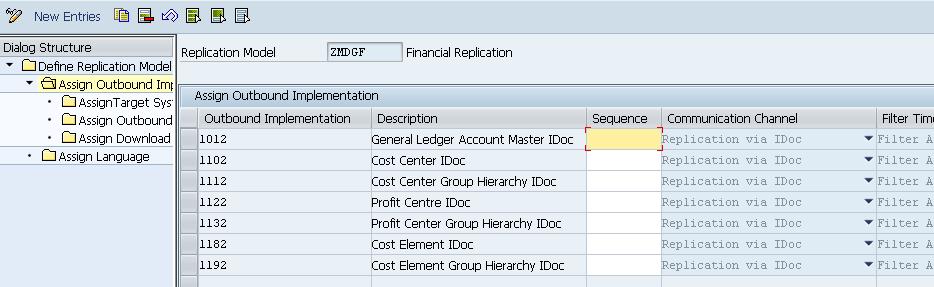 New Entries
Dialog Structure
Define Replication Model
Assign Outbound Imp
AssignTarget Sys
Assign Outbound
Assign Download
Assign Language
Replication Model ZMDGF Financial Replication
Assign Outbound Implementation
Outbound Implementation Description Sequence Communication Channel Filter Time
1012 General Ledger Account Master IDoc Replication via IDoc Filter A
1102 Cost Center IDoc Replication via IDoc Filter A
1112 Cost Center Group Hierarchy IDoc Replication via IDoc Filter A
1122 Profit Centre IDoc Replication via IDoc Filter A
1132 Profit Center Group Hierarchy IDoc Replication via IDoc Filter A
1182 Cost Element IDoc Replication via IDoc Filter A
1192 Cost Element Group Hierarchy IDoc Replication via IDoc Filter A